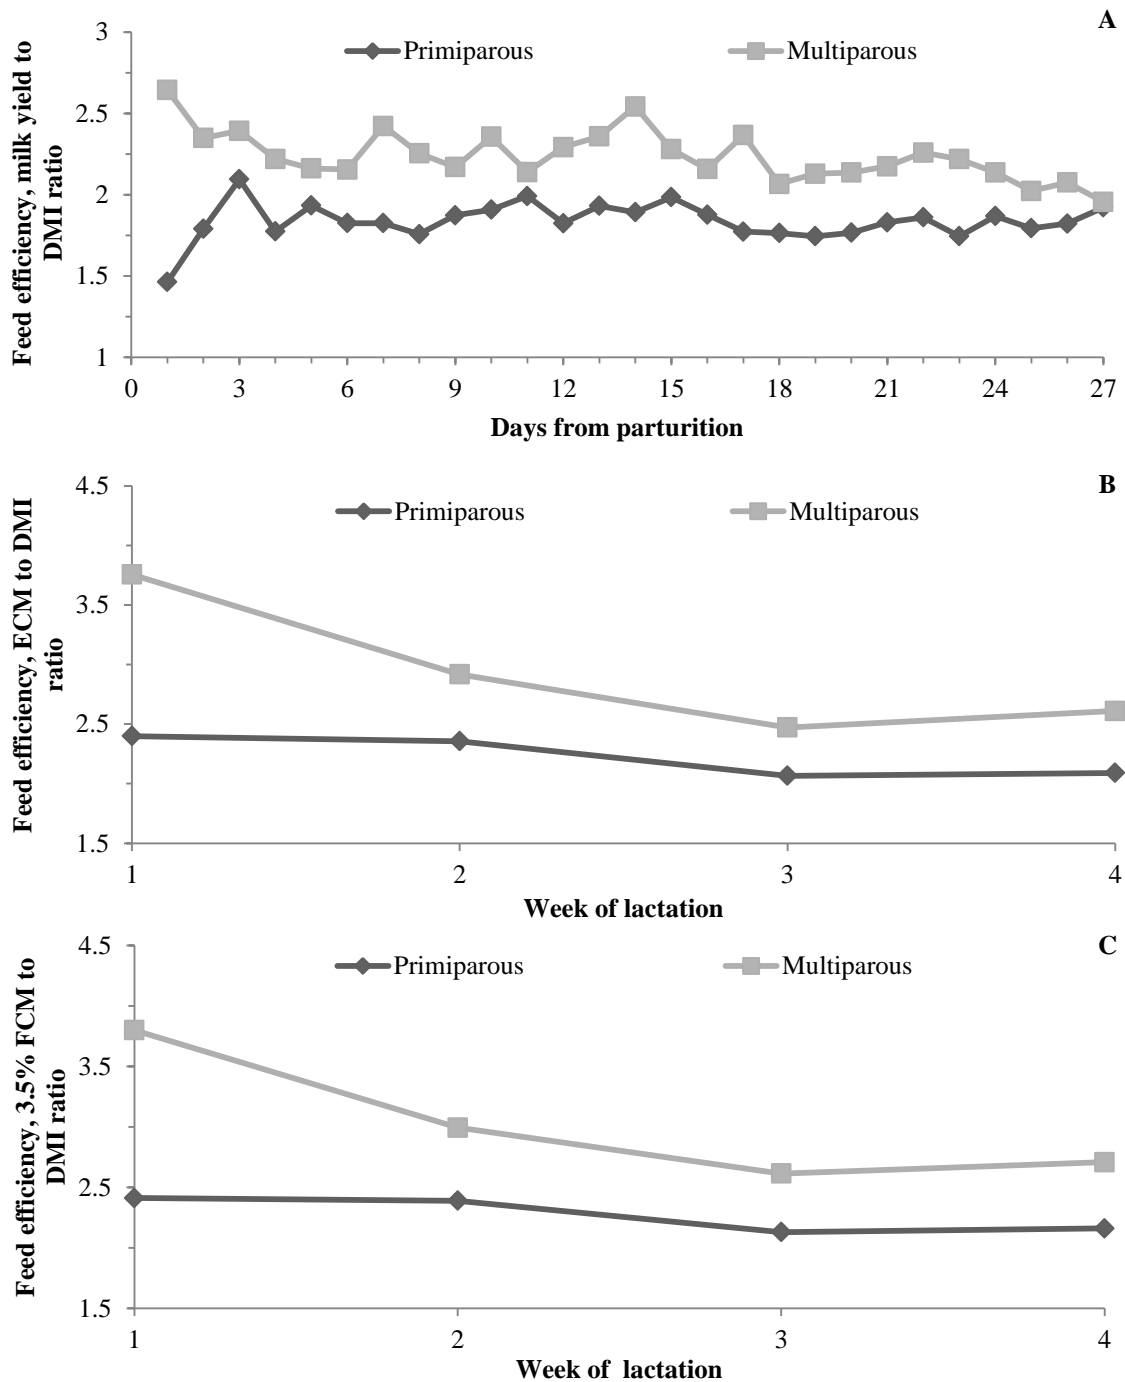 A
Feed efficiency, milk yield to
DMI ratio
Primiparous
Multiparous
3
2.5
2
1.5
1
0 3 6 9 12 15 18 21 24 27
Days from parturition
B
Feed efficiency, ECM to DMI
ratio
Primiparous
Multiparous
4.5
3.5
2.5
1.5
1 2 3 4
Week of lactation
C
Feed efficiency, 3.5% FCM to
DMI ratio
Primiparous
Multiparous
4.5
3.5
2.5
1.5
1 2 3 4
Week of lactation